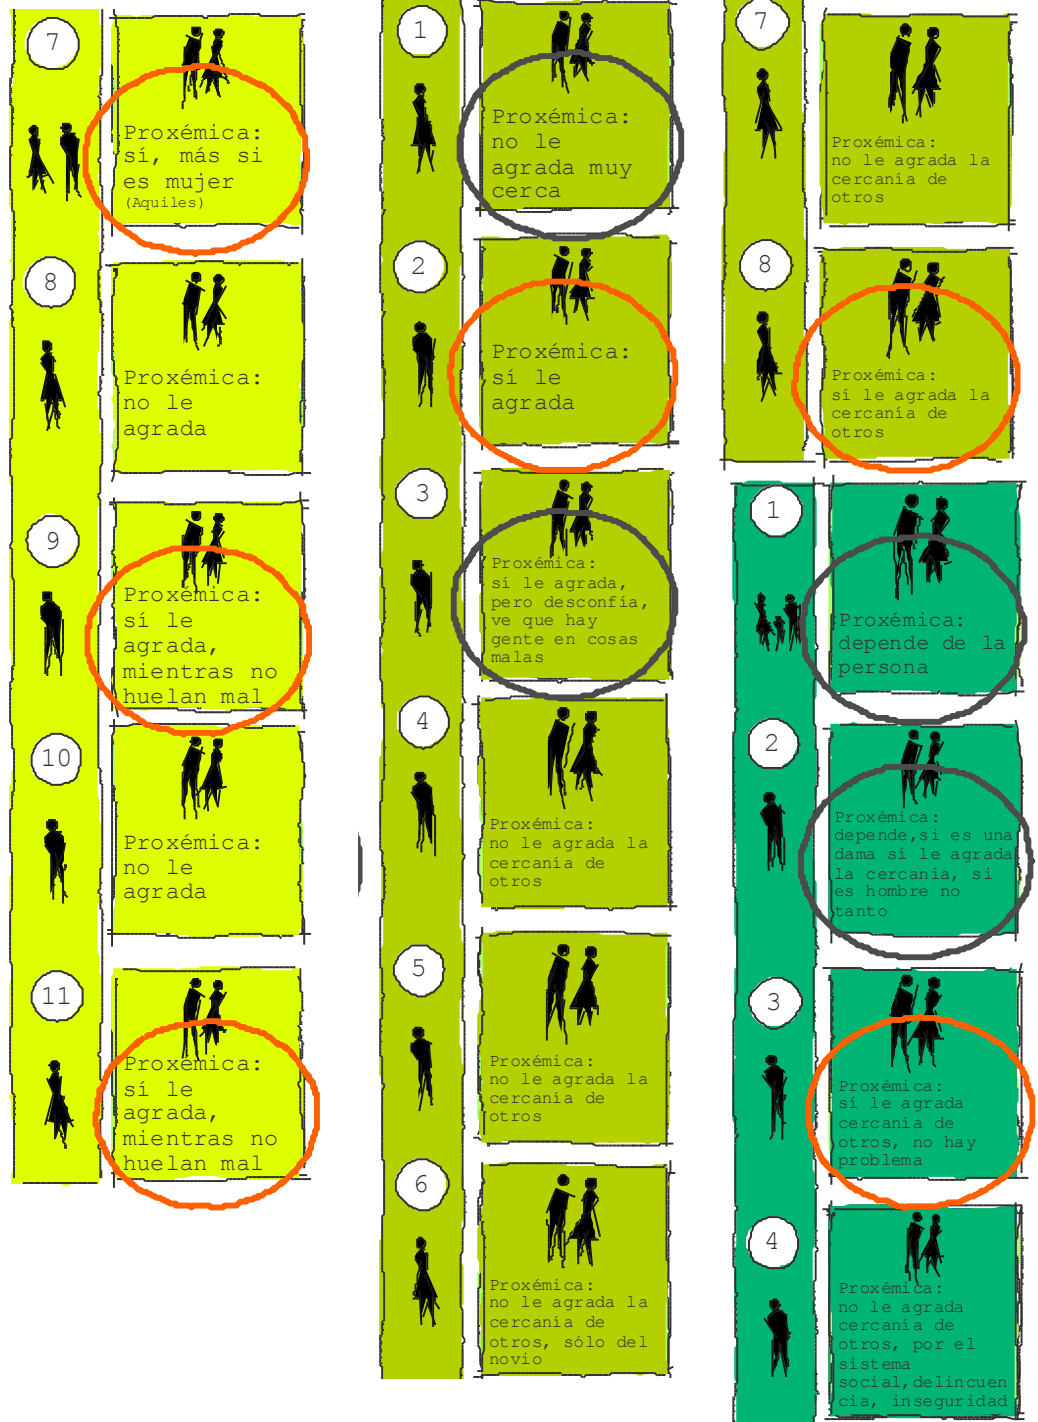 7
Proxémica:
sí, más si
es mujer
(Aquiles)
8
Proxémica:
no le
agrada
9
Proxémica:
sí le
agrada,
mientras no
huelan mal
10
Proxémica:
no le
agrada
11
Proxémica:
sí le
agrada,
mientras no
huelan mal
1
Proxémica:
no le
agrada muy
cerca
2
Proxémica:
sí le
agrada
3
Proxémica:
sí le agrada,
pero desconfía,
ve que hay
gente en cosas
malas
4
Proxémica:
no le agrada la
cercanía de
otros
5
Proxémica:
no le agrada la
cercanía de
otros
6
Proxémica:
no le agrada la
cercanía de
otros, sólo del
novio
7
Proxémica:
no le agrada la
cercanía de
otros
8
Proxémica:
sí le agrada la
cercanía de
otros
1
Proxémica:
depende de la
persona
2
Proxémica:
depende,si es una
dama sí le agrada
la cercanía, si
es hombre no
tanto
3
Proxémica:
sí le agrada
cercanía de
otros, no hay
problema
4
Proxémica:
no le agrada
cercanía de
otros, por el
sistema
social,delincuen
cia, inseguridad